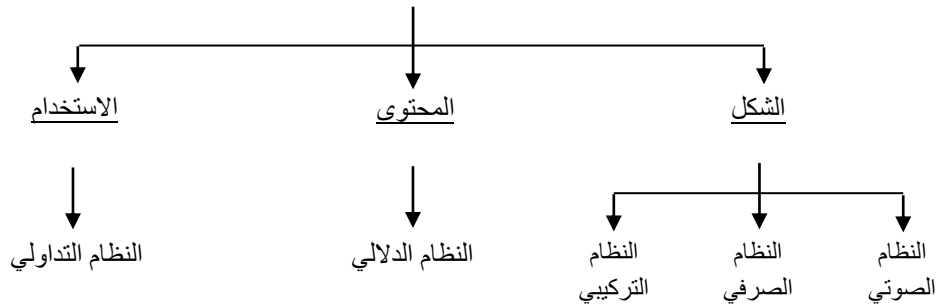 الشكل
المحتوى
الاستخدام
النظام الصوتي
النظام الصرفي
النظام التركيبي
النظام الدلالي
النظام التداولي